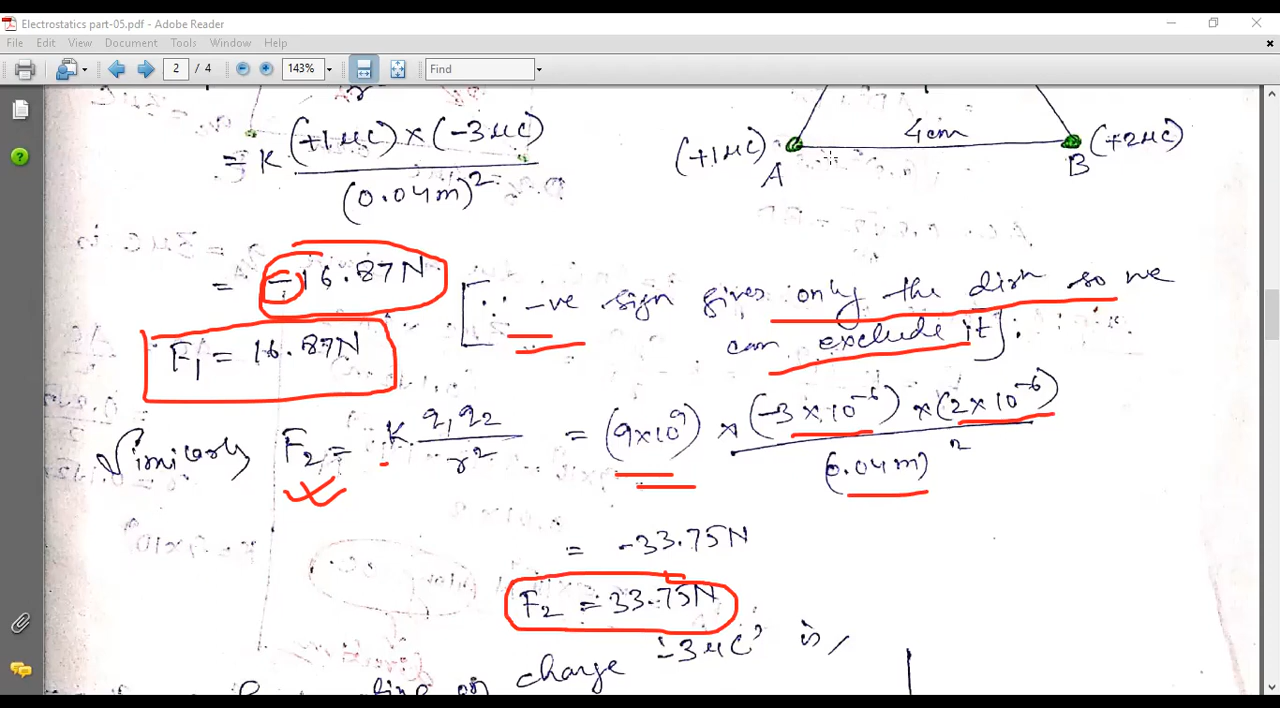 Electrostatics part-05.pdf - Adobe Reader
File Edit View Document Tools Window Help
2 / 4 143% Find
= K (+1μC) × (-3μC)
(0.04m)²
4cm
(+1μC) A
B (+2μC)
= -16.87N
[∵ -ve sign gives only the dirn so we
can exclude it].
F1 = 16.87N
Similarly F2 = K q1q2 / r² = (9×10⁹) × (-3×10⁻⁶) × (2×10⁻⁶)
(0.04m)²
= -33.75N
F2 = 33.75N
charge -3μC is,